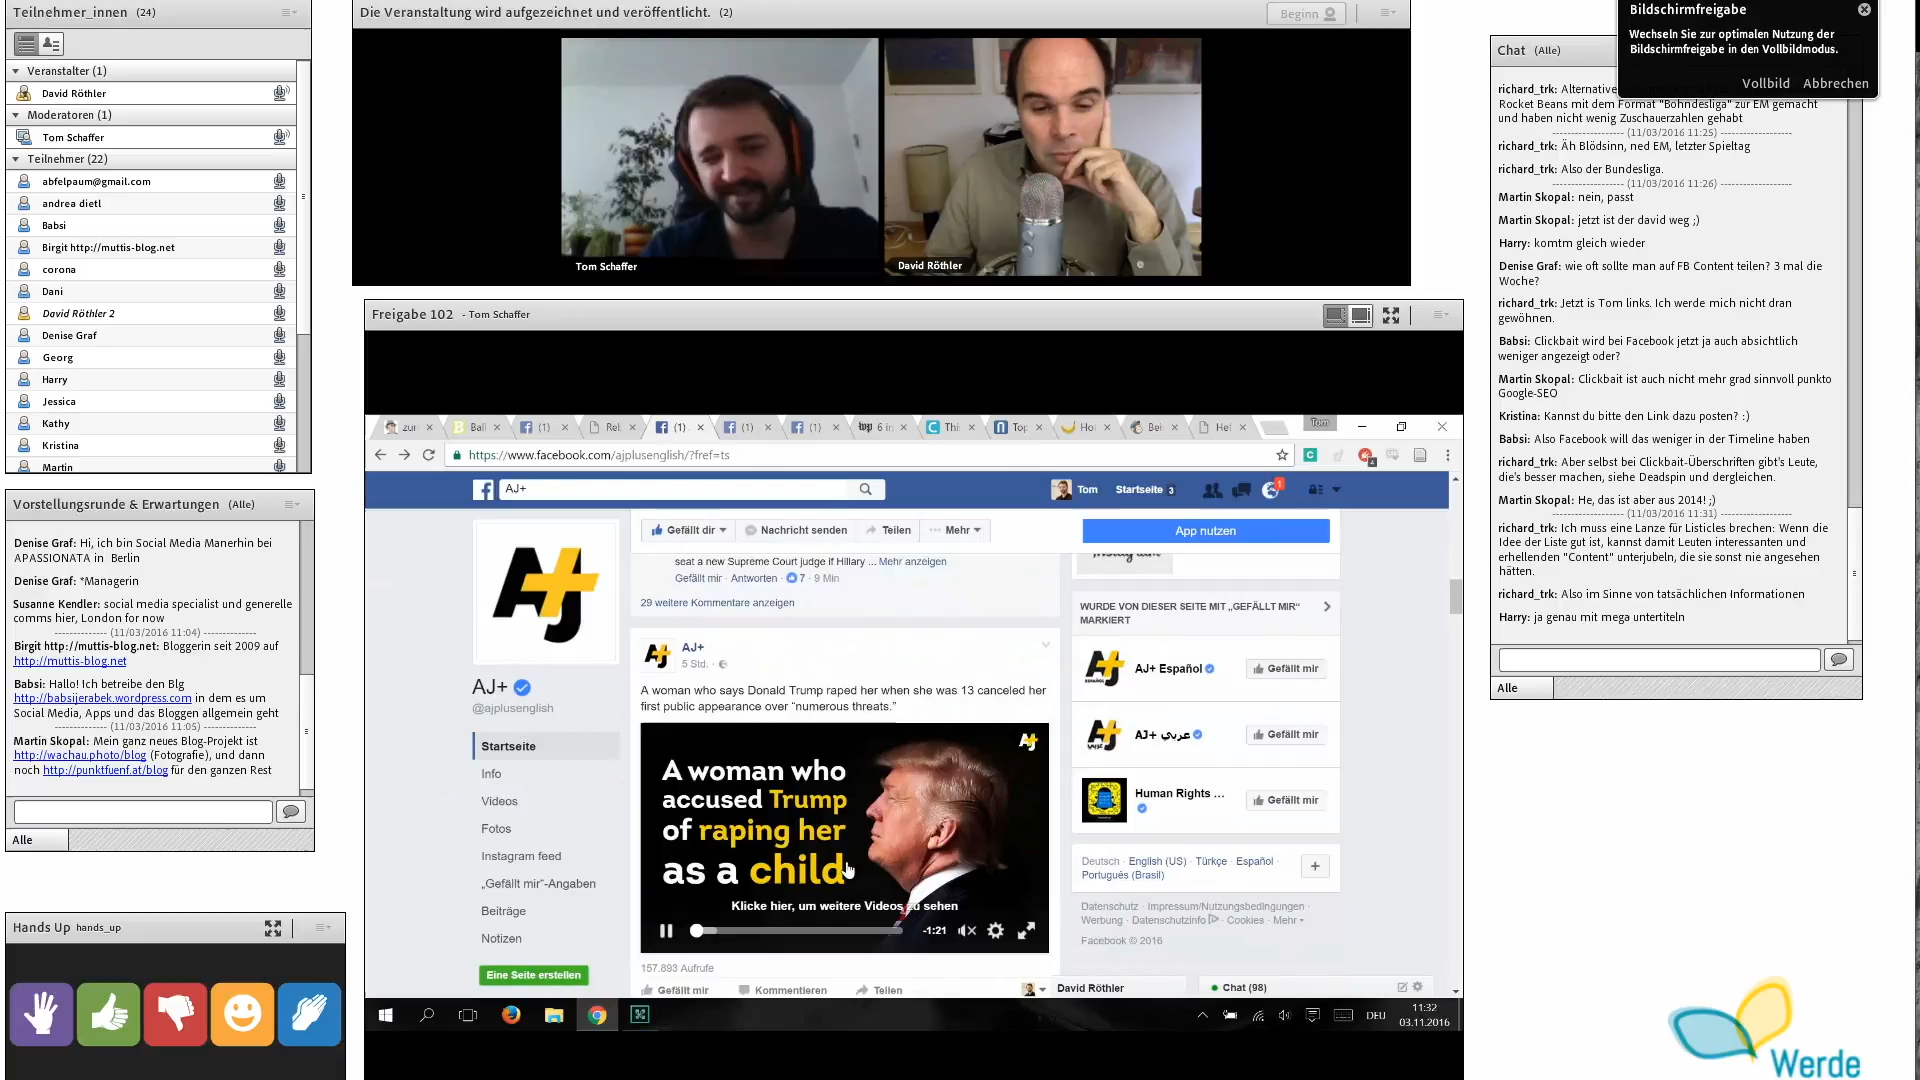 Teilnehmer_innen (24)
Veranstalter (1)
David Röthler
Moderatoren (1)
Tom Schaffer
Teilnehmer (22)
abfelpaum@gmail.com
andrea dietl
Babsi
Birgit http://muttis-blog.net
corona
Dani
David Röthler 2
Denise Graf
Georg
Harry
Jessica
Kathy
Kristina
Martin
Vorstellungsrunde & Erwartungen (Alle)
Denise Graf: Hi, ich bin Social Media Manerhin bei
APASSIONATA in Berlin
Denise Graf: *Managerin
Susanne Kendler: social media specialist und generelle
comms hier, London for now
-------------- (11/03/2016 11:04) --------------
Birgit http://muttis-blog.net: Bloggerin seit 2009 auf
http://muttis-blog.net
Babsi: Hallo! Ich betreibe den Blg
http://babsijerabek.wordpress.com in dem es um
Social Media, Apps und das Bloggen allgemein geht
-------------- (11/03/2016 11:05) --------------
Martin Skopal: Mein ganz neues Blog-Projekt ist
http://wachau.photo/blog (Fotografie), und dann
noch http://punktfuenf.at/blog für den ganzen Rest
Alle
Hands Up hands_up
Die Veranstaltung wird aufgezeichnet und veröffentlicht. (2)
Beginn
Tom Schaffer
David Röthler
Freigabe 102 - Tom Schaffer
zur
Ball
(1)
Rel
(1)
(1)
(1)
wp 6 in
Thi
Top
Ho
Bei
Hel
Tom
https://www.facebook.com/ajplusenglish/?fref=ts
AJ+
Tom
Startseite 3
1
Gefällt dir
Nachricht senden
Teilen
Mehr
App nutzen
AJ+
@ajplusenglish
Startseite
Info
Videos
Fotos
Instagram feed
„Gefällt mir“-Angaben
Beiträge
Notizen
Eine Seite erstellen
seat a new Supreme Court judge if Hillary ... Mehr anzeigen
Gefällt mir · Antworten · 7 · 9 Min
29 weitere Kommentare anzeigen
AJ+
5 Std. ·
A woman who says Donald Trump raped her when she was 13 canceled her
first public appearance over “numerous threats.”
A woman who
accused Trump
of raping her
as a child
Klicke hier, um weitere Videos zu sehen
-1:21
157.893 Aufrufe
Gefällt mir
Kommentieren
Teilen
WURDE VON DIESER SEITE MIT „GEFÄLLT MIR“
MARKIERT
AJ+ Español
Gefällt mir
AJ+ عربي
Gefällt mir
Human Rights ...
Gefällt mir
Deutsch · English (US) · Türkçe · Español ·
Português (Brasil)
Datenschutz · Impressum/Nutzungsbedingungen ·
Werbung · Datenschutzinfo · Cookies · Mehr
Facebook © 2016
David Röthler
Chat (98)
DEU
11:32
03.11.2016
Bildschirmfreigabe
Wechseln Sie zur optimalen Nutzung der
Bildschirmfreigabe in den Vollbildmodus.
Vollbild Abbrechen
Chat (Alle)
richard_trk: Alternative
Rocket Beans mit dem Format "Bohndesliga" zur EM gemacht
und haben nicht wenig Zuschauerzahlen gehabt
------------------- (11/03/2016 11:25) -------------------
richard_trk: Äh Blödsinn, ned EM, letzter Spieltag
richard_trk: Also der Bundesliga.
------------------- (11/03/2016 11:26) -------------------
Martin Skopal: nein, passt
Martin Skopal: jetzt ist der david weg ;)
Harry: komtm gleich wieder
Denise Graf: wie oft sollte man auf FB Content teilen? 3 mal die
Woche?
richard_trk: Jetzt is Tom links. Ich werde mich nicht dran
gewöhnen.
Babsi: Clickbait wird bei Facebook jetzt ja auch absichtlich
weniger angezeigt oder?
Martin Skopal: Clickbait ist auch nicht mehr grad sinnvoll punkto
Google-SEO
Kristina: Kannst du bitte den Link dazu posten? :)
Babsi: Also Facebook will das weniger in der Timeline haben
richard_trk: Aber selbst bei Clickbait-Überschriften gibt's Leute,
die's besser machen, siehe Deadspin und dergleichen.
Martin Skopal: He, das ist aber aus 2014! ;)
------------------- (11/03/2016 11:31) -------------------
richard_trk: Ich muss eine Lanze für Listicles brechen: Wenn die
Idee der Liste gut ist, kannst damit Leuten interessanten und
erhellenden "Content" unterjubeln, die sie sonst nie angesehen
hätten.
richard_trk: Also im Sinne von tatsächlichen Informationen
Harry: ja genau mit mega untertiteln
Alle
Werde